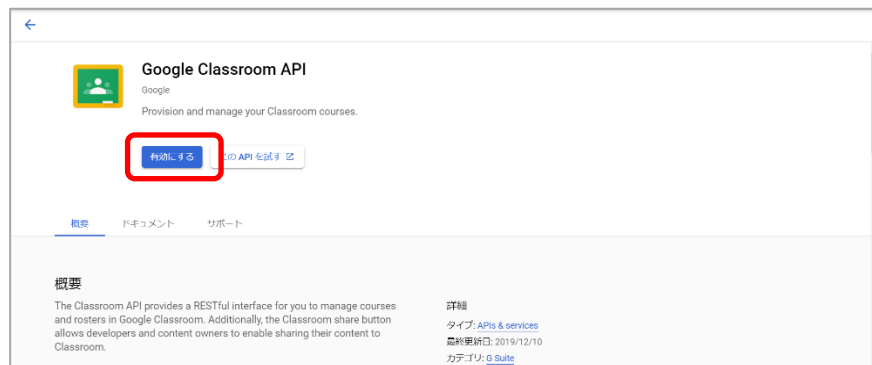 Google Classroom API
Google
Provision and manage your Classroom courses.
有効にする
この API を試す
概要
ドキュメント
サポート
概要
The Classroom API provides a RESTful interface for you to manage courses
and rosters in Google Classroom. Additionally, the Classroom share button
allows developers and content owners to enable sharing their content to
Classroom.
詳細
タイプ: APIs & services
最終更新日: 2019/12/10
カテゴリ: G Suite